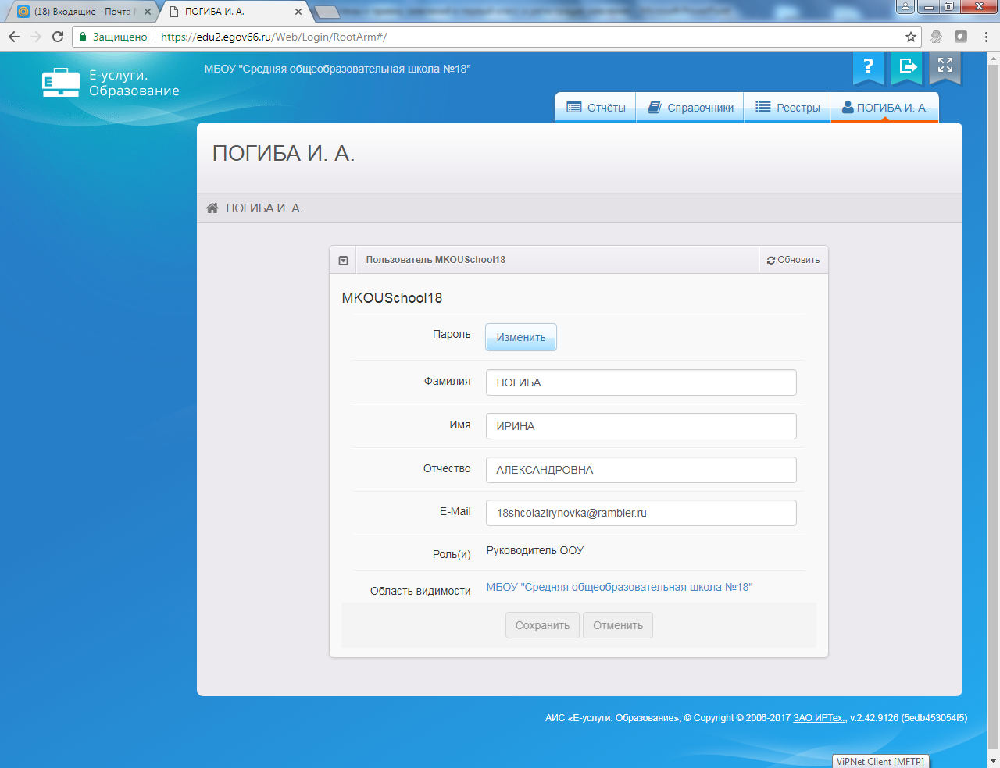 (18) Входящие - Почта
ПОГИБА И. А.
Защищено
https://edu2.egov66.ru/Web/Login/RootArm#/
Е-услуги.
Образование
МБОУ "Средняя общеобразовательная школа №18"
?
Отчёты
Справочники
Реестры
ПОГИБА И. А.
ПОГИБА И. А.
ПОГИБА И. А.
Пользователь MKOUSchool18
Обновить
MKOUSchool18
Пароль
Изменить
Фамилия
ПОГИБА
Имя
ИРИНА
Отчество
АЛЕКСАНДРОВНА
E-Mail
18shcolazirynovka@rambler.ru
Роль(и)
Руководитель ООУ
Область видимости
МБОУ "Средняя общеобразовательная школа №18"
Сохранить
Отменить
АИС «Е-услуги. Образование», © Copyright © 2006-2017 ЗАО ИРТех., v.2.42.9126 (5edb453054f5)
ViPNet Client [MFTP]